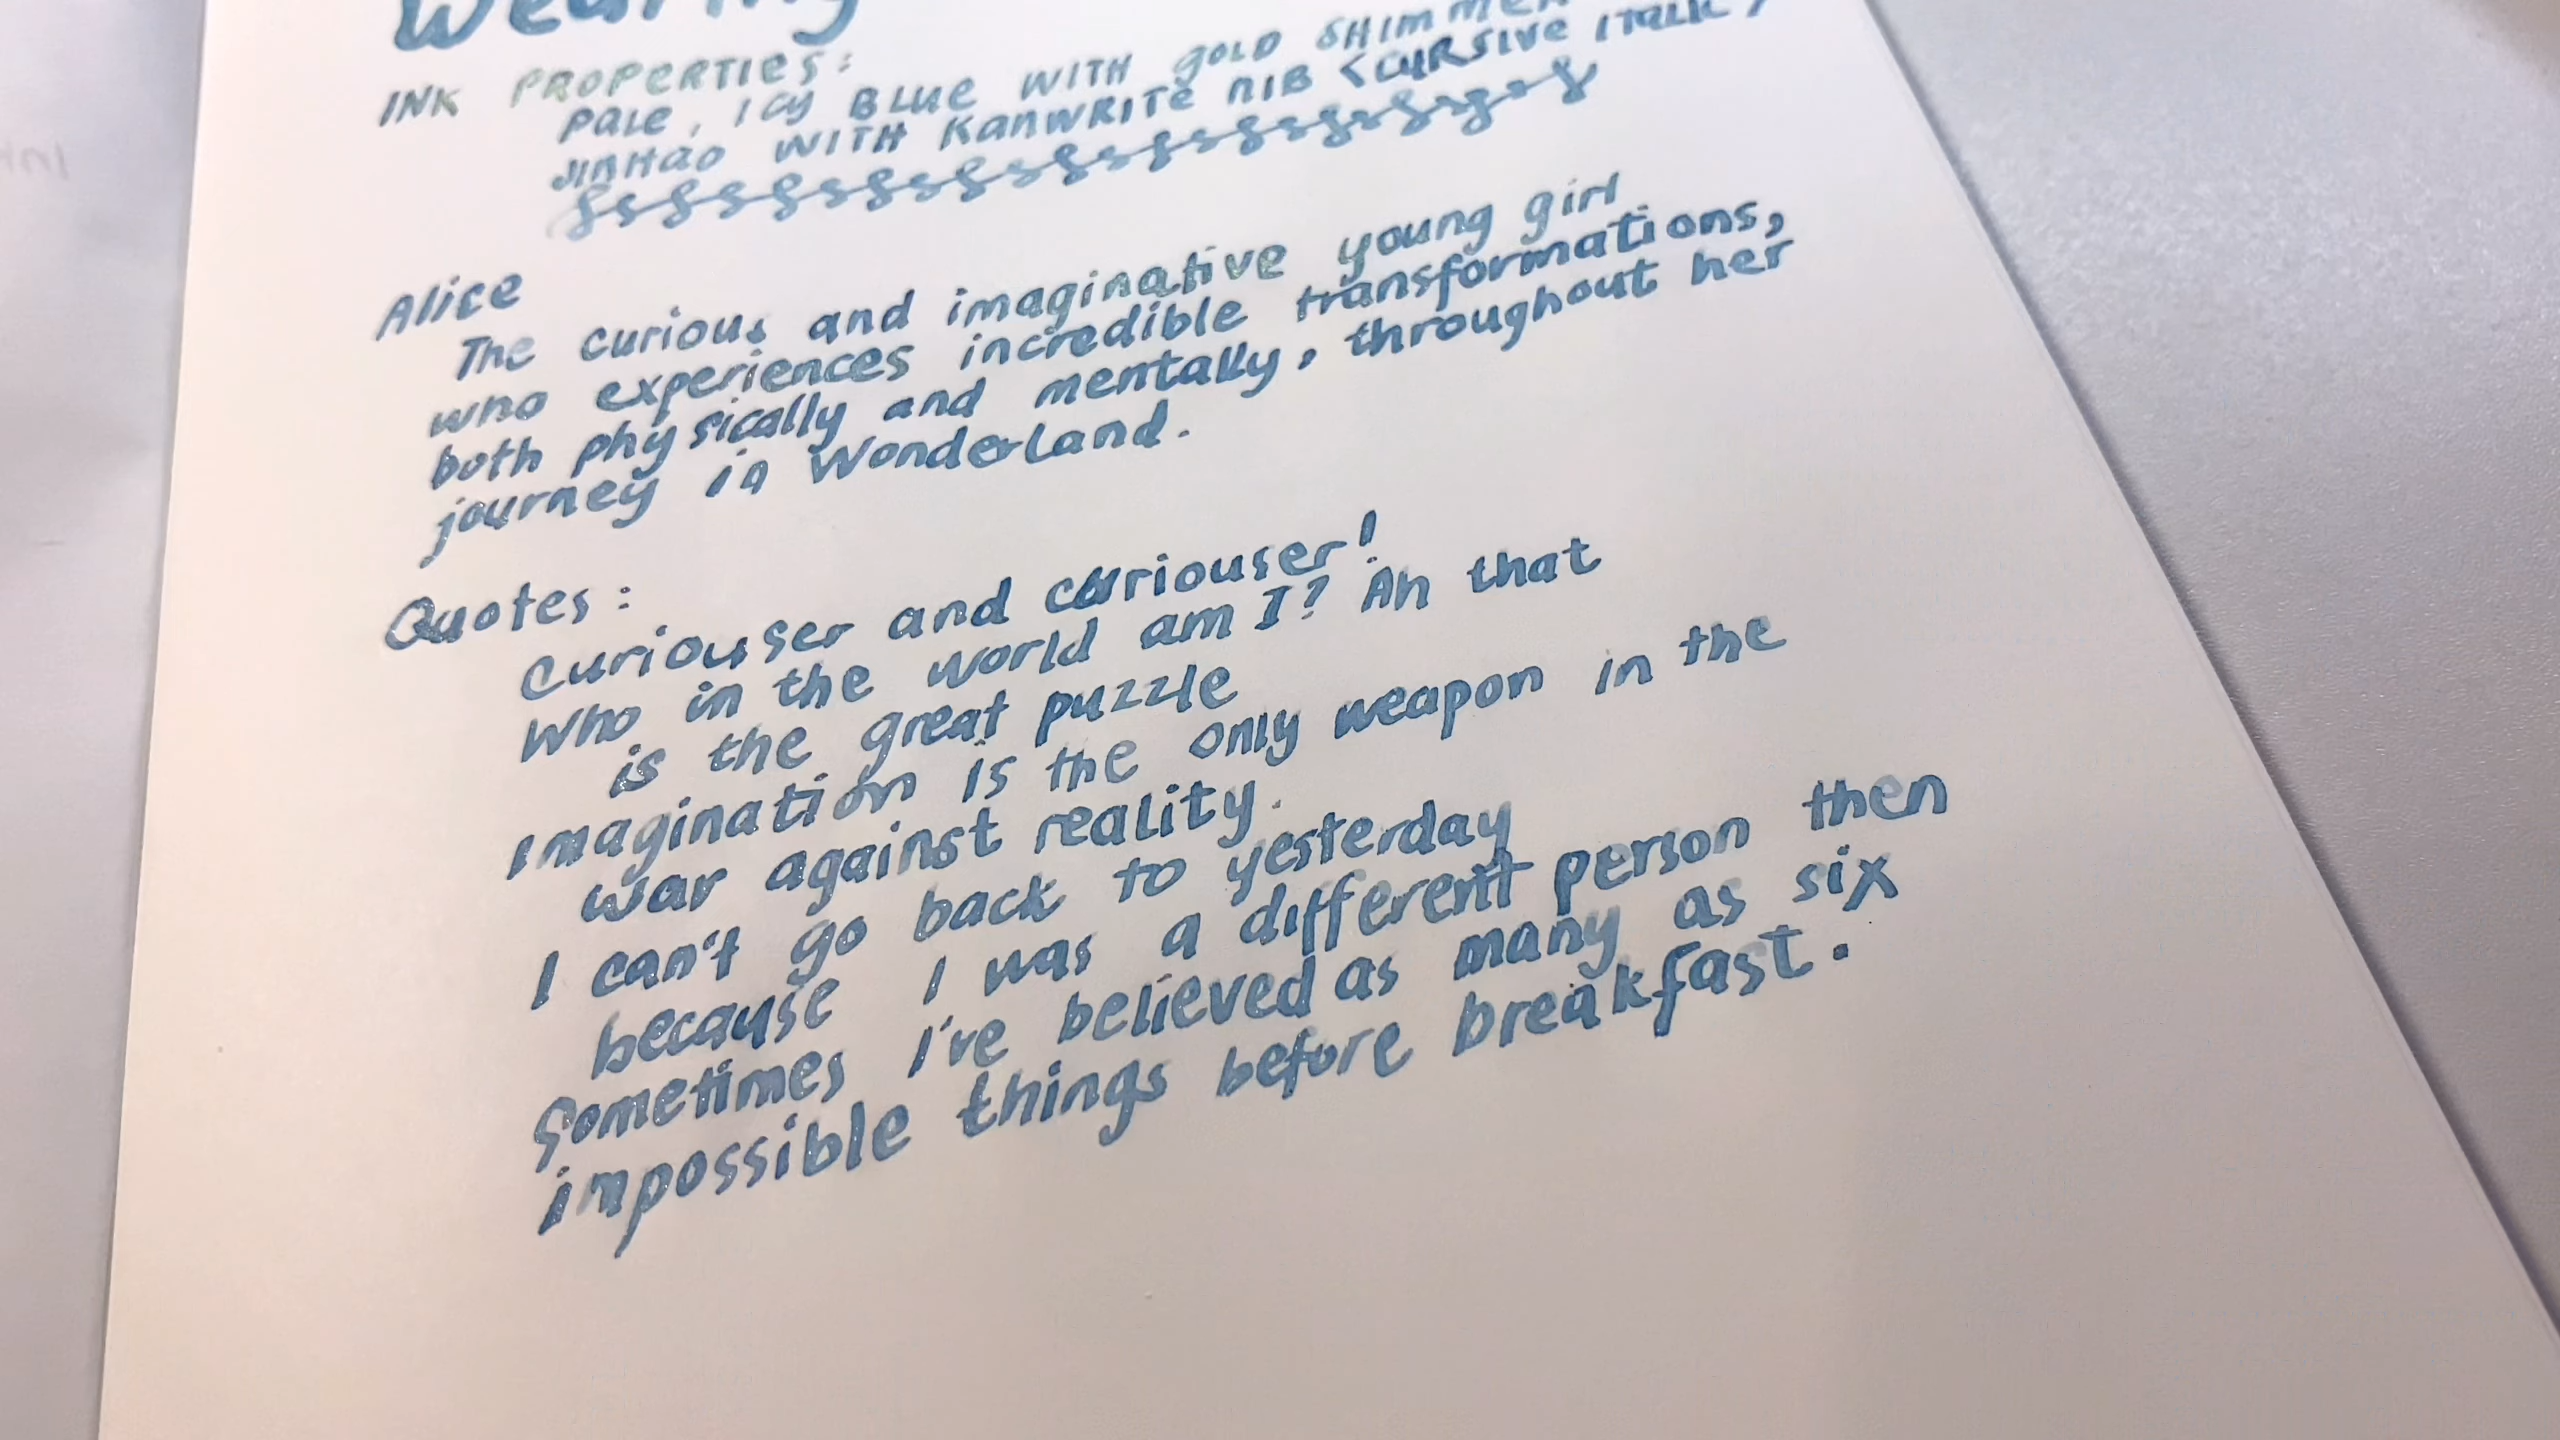 Wearing
INK PROPERTIES:
PALE, ICY BLUE WITH GOLD SHIMMER
JINHAO WITH KANWRITE NIB (CURSIVE ITALIC)
Alice
The curious and imaginative young girl
who experiences incredible transformations,
both physically and mentally, throughout her
journey in Wonderland.
Quotes:
Curiouser and curiouser!
Who in the world am I? Ah that
is the great puzzle
Imagination is the only weapon in the
war against reality.
I can't go back to yesterday
because I was a different person then
Sometimes I've believed as many as six
impossible things before breakfast.